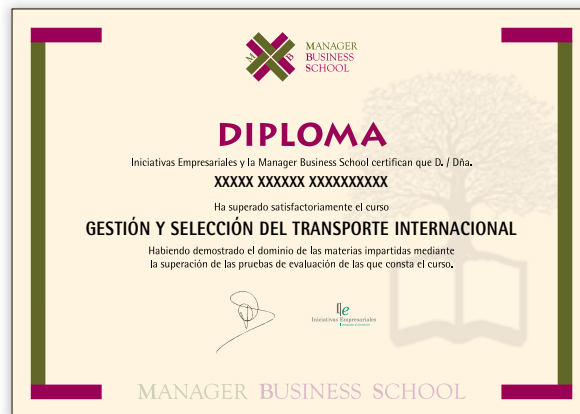 M B
MANAGER
BUSINESS
SCHOOL
DIPLOMA
Iniciativas Empresariales y la Manager Business School certifican que D. / Dña.
XXXXX XXXXXX XXXXXXXXXX
Ha superado satisfactoriamente el curso
GESTIÓN Y SELECCIÓN DEL TRANSPORTE INTERNACIONAL
Habiendo demostrado el dominio de las materias impartidas mediante
la superación de las pruebas de evaluación de las que consta el curso.
Iniciativas Empresariales
MANAGER BUSINESS SCHOOL